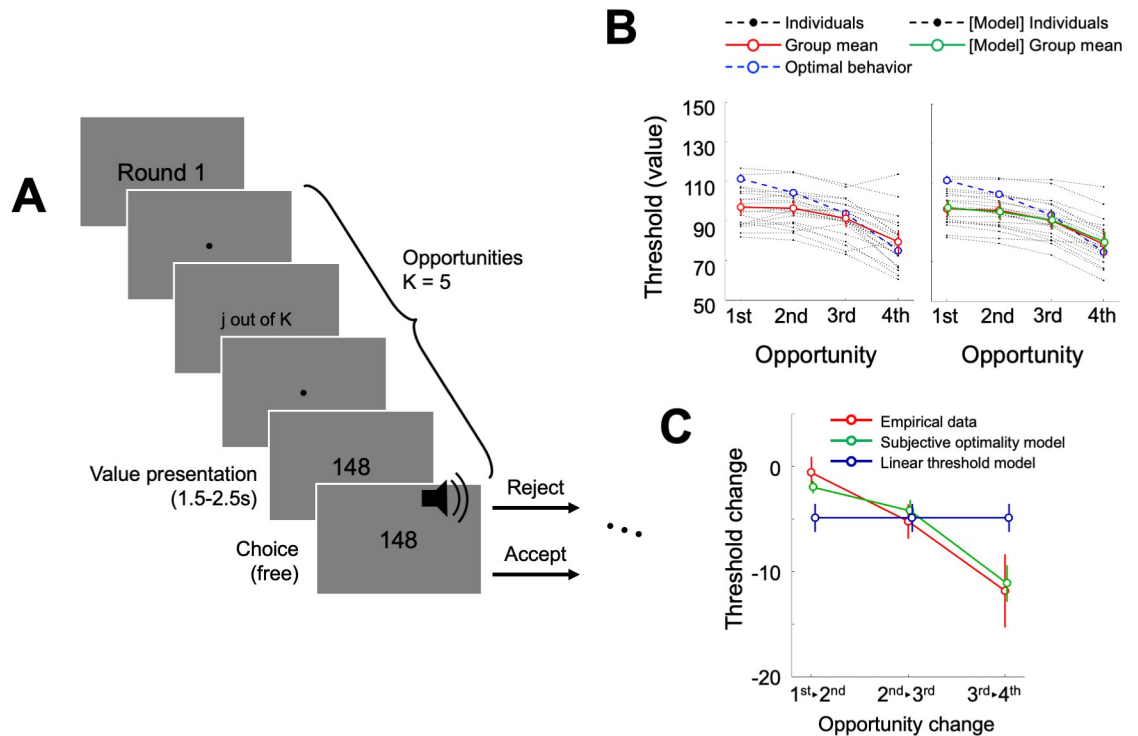 A
Round 1
j out of K
Opportunities
K = 5
Value presentation
(1.5-2.5s)
148
Choice
(free)
148
Reject
Accept
B
Individuals
Group mean
Optimal behavior
[Model] Individuals
[Model] Group mean
Threshold (value)
150
130
110
90
70
50
1st 2nd 3rd 4th
Opportunity
1st 2nd 3rd 4th
Opportunity
C
Empirical data
Subjective optimality model
Linear threshold model
Threshold change
0
-10
-20
1st▸2nd 2nd▸3rd 3rd▸4th
Opportunity change